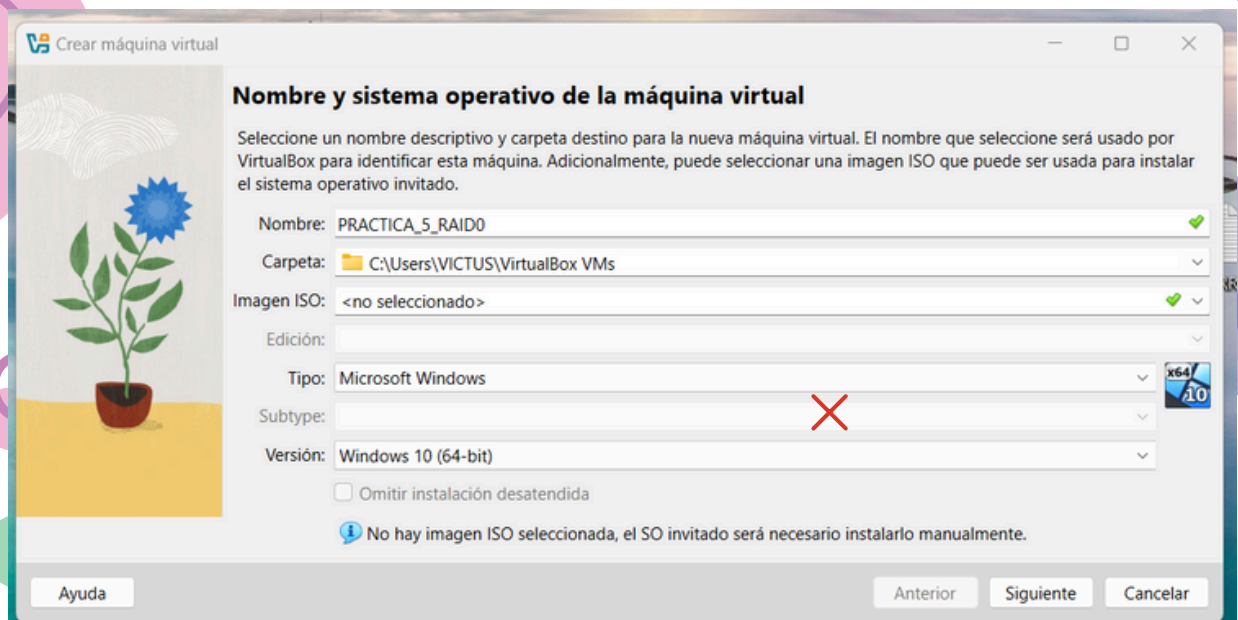 Crear máquina virtual
Nombre y sistema operativo de la máquina virtual
Seleccione un nombre descriptivo y carpeta destino para la nueva máquina virtual. El nombre que seleccione será usado por
VirtualBox para identificar esta máquina. Adicionalmente, puede seleccionar una imagen ISO que puede ser usada para instalar
el sistema operativo invitado.
Nombre: PRACTICA_5_RAID0
Carpeta: C:\Users\VICTUS\VirtualBox VMs
Imagen ISO: <no seleccionado>
Edición:
Tipo: Microsoft Windows
x64
10
Subtype:
Versión: Windows 10 (64-bit)
Omitir instalación desatendida
No hay imagen ISO seleccionada, el SO invitado será necesario instalarlo manualmente.
Ayuda Anterior Siguiente Cancelar